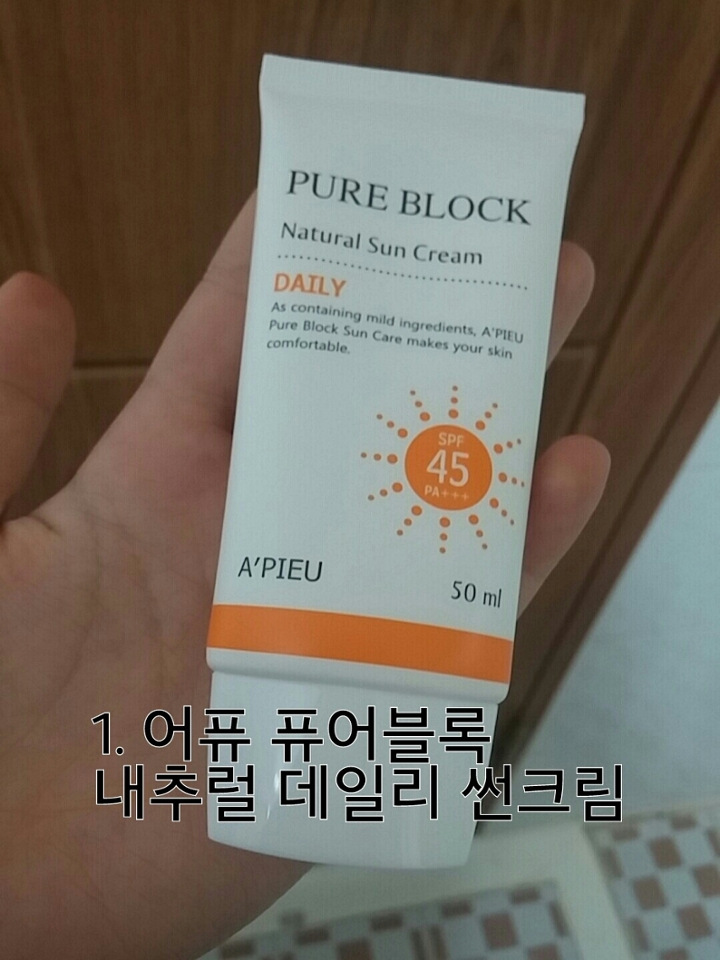 PURE BLOCK
Natural Sun Cream
DAILY
As containing mild ingredients, A'PIEU
Pure Block Sun Care makes your skin
comfortable.
SPF
45
PA+++
A'PIEU
50 ml
1. 어퓨 퓨어블록
내추럴 데일리 썬크림